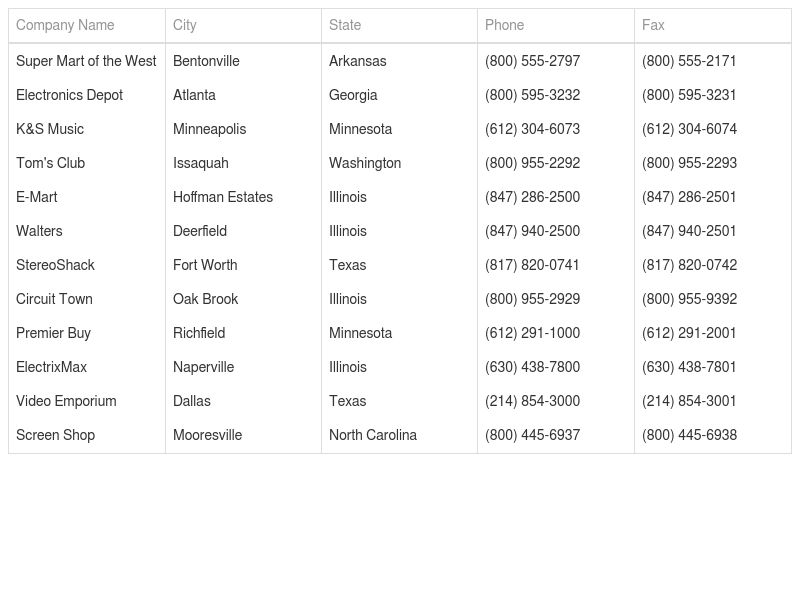 Company Name City State Phone Fax
Super Mart of the West Bentonville Arkansas (800) 555-2797 (800) 555-2171
Electronics Depot Atlanta Georgia (800) 595-3232 (800) 595-3231
K&S Music Minneapolis Minnesota (612) 304-6073 (612) 304-6074
Tom's Club Issaquah Washington (800) 955-2292 (800) 955-2293
E-Mart Hoffman Estates Illinois (847) 286-2500 (847) 286-2501
Walters Deerfield Illinois (847) 940-2500 (847) 940-2501
StereoShack Fort Worth Texas (817) 820-0741 (817) 820-0742
Circuit Town Oak Brook Illinois (800) 955-2929 (800) 955-9392
Premier Buy Richfield Minnesota (612) 291-1000 (612) 291-2001
ElectrixMax Naperville Illinois (630) 438-7800 (630) 438-7801
Video Emporium Dallas Texas (214) 854-3000 (214) 854-3001
Screen Shop Mooresville North Carolina (800) 445-6937 (800) 445-6938